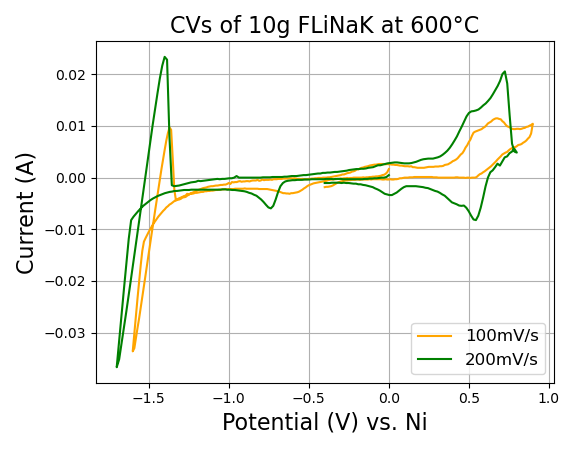 CVs of 10g FLiNaK at 600°C
Current (A)
0.02
0.01
0.00
−0.01
−0.02
−0.03
100mV/s
200mV/s
−1.5
−1.0
−0.5
0.0
0.5
1.0
Potential (V) vs. Ni